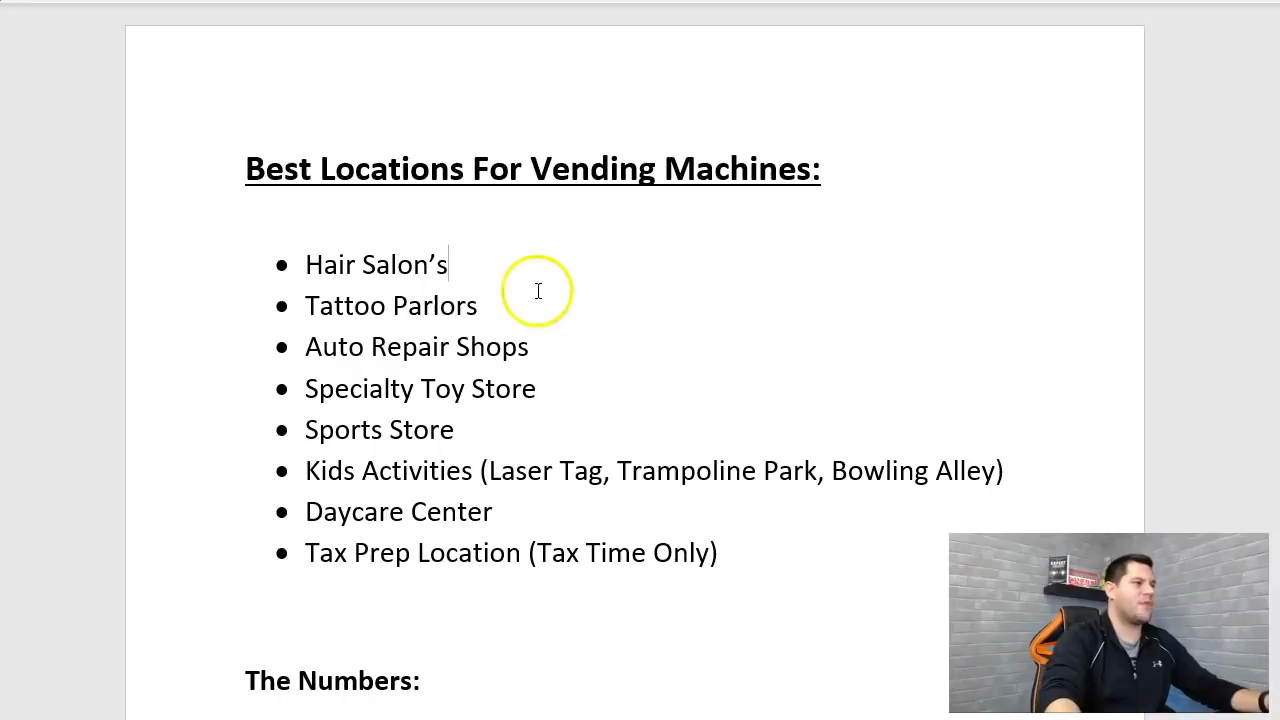 Best Locations For Vending Machines:
Hair Salon’s
Tattoo Parlors
Auto Repair Shops
Specialty Toy Store
Sports Store
Kids Activities (Laser Tag, Trampoline Park, Bowling Alley)
Daycare Center
Tax Prep Location (Tax Time Only)
The Numbers: